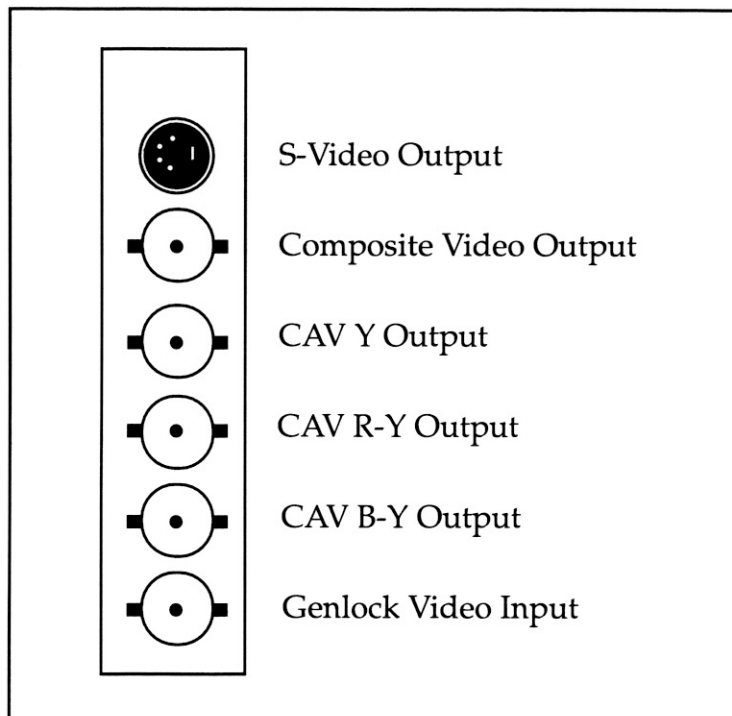 S-Video Output
Composite Video Output
CAV Y Output
CAV R-Y Output
CAV B-Y Output
Genlock Video Input